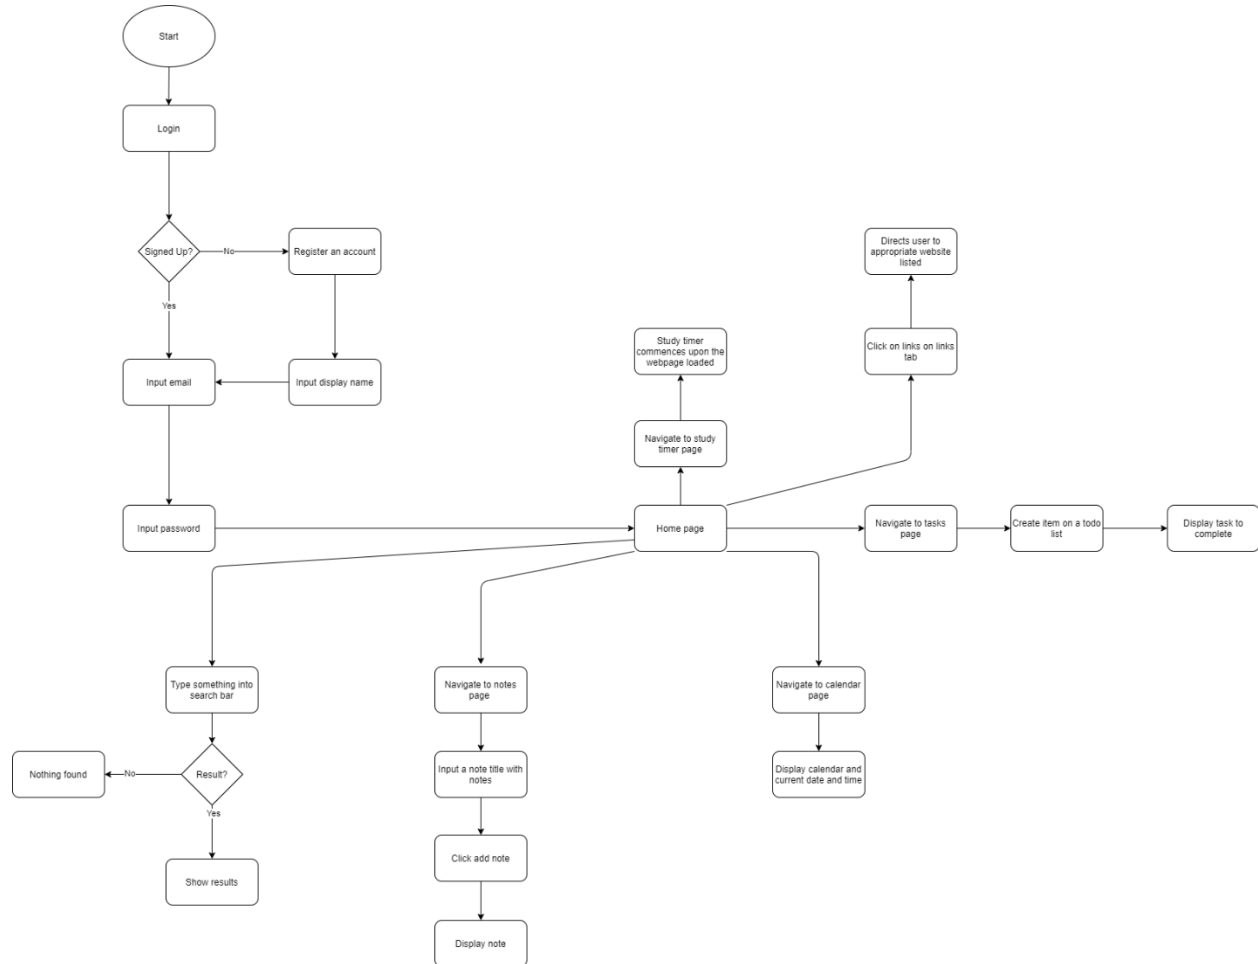 Start
Login
Signed Up?
No
Register an account
Yes
Input email
Input display name
Input password
Home page
Navigate to study
timer page
Study timer
commences upon the
webpage loaded
Click on links on links
tab
Directs user to
appropriate website
listed
Navigate to tasks
page
Create item on a todo
list
Display task to
complete
Type something into
search bar
Result?
No
Nothing found
Yes
Show results
Navigate to notes
page
Input a note title with
notes
Click add note
Display note
Navigate to calendar
page
Display calendar and
current date and time